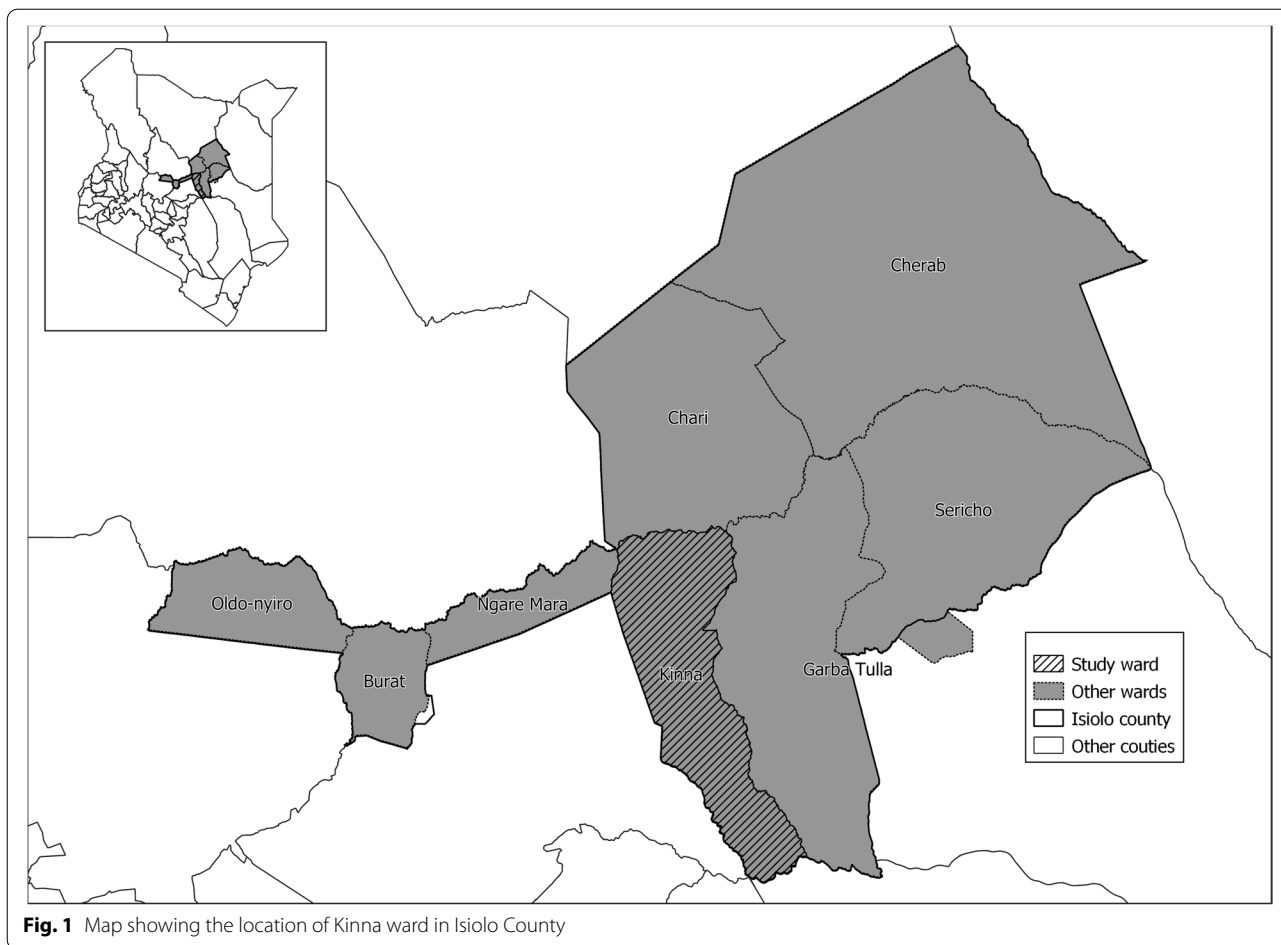 Cherab
Chari
Sericho
Oldo-nyiro
Ngare Mara
Burat
Kinna
Garba Tulla
Study ward
Other wards
Isiolo county
Other couties
Fig. 1 Map showing the location of Kinna ward in Isiolo County